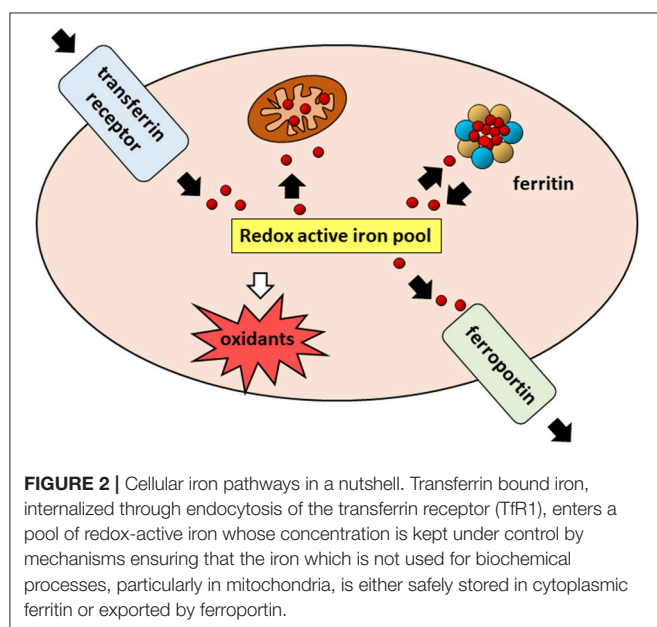 transferrin
receptor
ferritin
Redox active iron pool
oxidants
ferroportin
FIGURE 2 | Cellular iron pathways in a nutshell. Transferrin bound iron,
internalized through endocytosis of the transferrin receptor (TfR1), enters a
pool of redox-active iron whose concentration is kept under control by
mechanisms ensuring that the iron which is not used for biochemical
processes, particularly in mitochondria, is either safely stored in cytoplasmic
ferritin or exported by ferroportin.